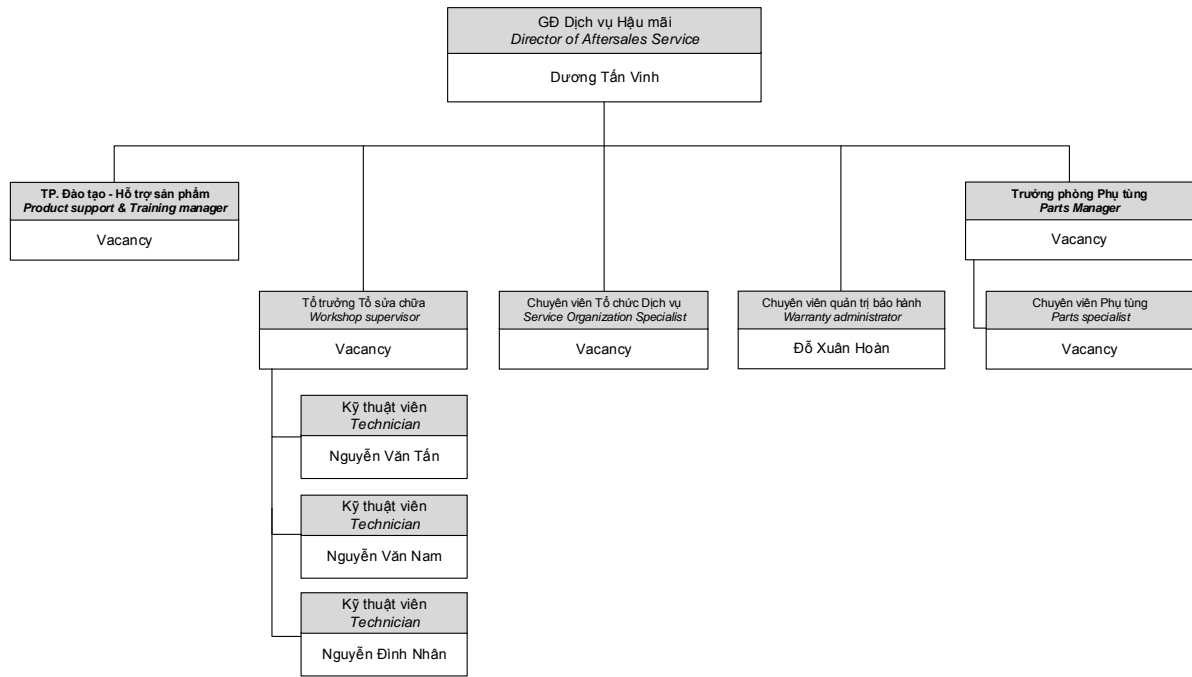 GĐ Dịch vụ Hậu mãi
Director of Aftersales Service
Dương Tấn Vinh
TP. Đào tạo - Hỗ trợ sản phẩm
Product support & Training manager
Vacancy
Trưởng phòng Phụ tùng
Parts Manager
Vacancy
Tổ trưởng Tổ sửa chữa
Workshop supervisor
Vacancy
Chuyên viên Tổ chức Dịch vụ
Service Organization Specialist
Vacancy
Chuyên viên quản trị bảo hành
Warranty administrator
Đỗ Xuân Hoàn
Chuyên viên Phụ tùng
Parts specialist
Vacancy
Kỹ thuật viên
Technician
Nguyễn Văn Tấn
Kỹ thuật viên
Technician
Nguyễn Văn Nam
Kỹ thuật viên
Technician
Nguyễn Đình Nhân